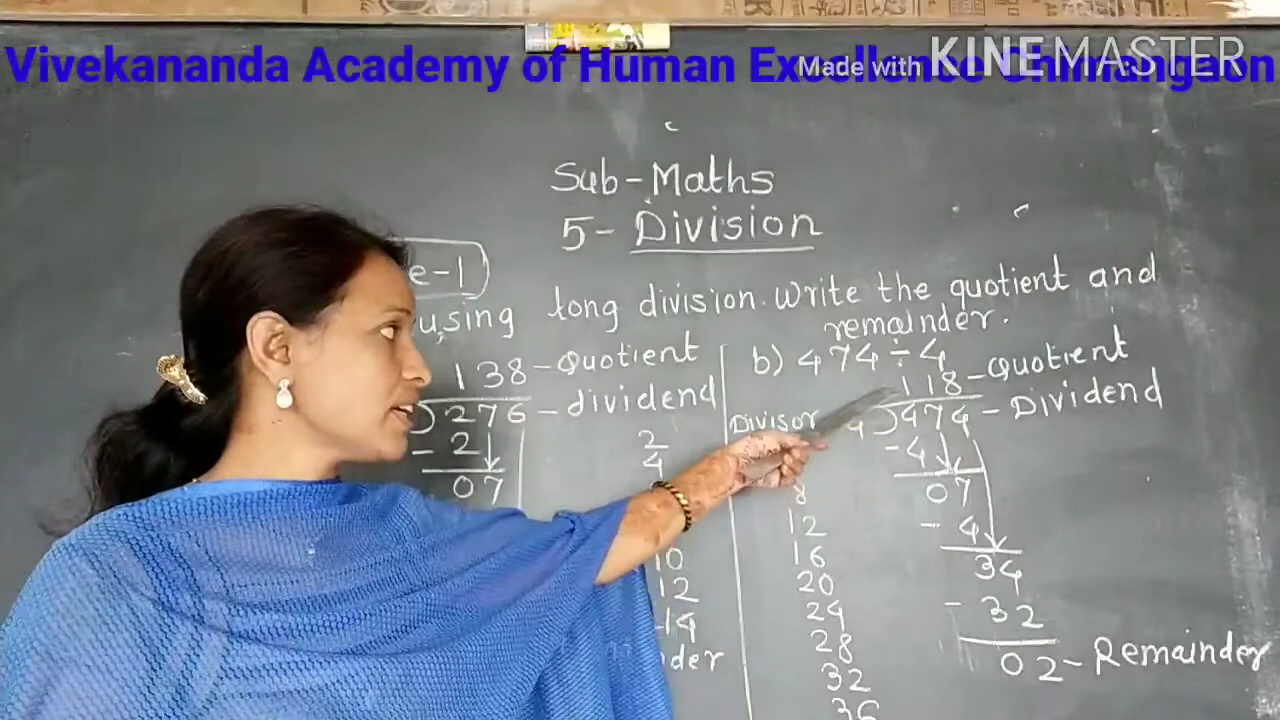 Vivekananda Academy of Human Excellence Chimangaon
Made with KINEMASTER
Sub-Maths
5- Division
e-1
using long division. Write the quotient and
remainder.
138 - Quotient
276 - dividend
- 2
07
2
4
10
12
14
der
b) 474 ÷ 4
118 - Quotient
Divisor 4 ) 474 - Dividend
- 4
07
- 4
34
- 32
02 - Remainder
8
12
16
20
24
28
32
36